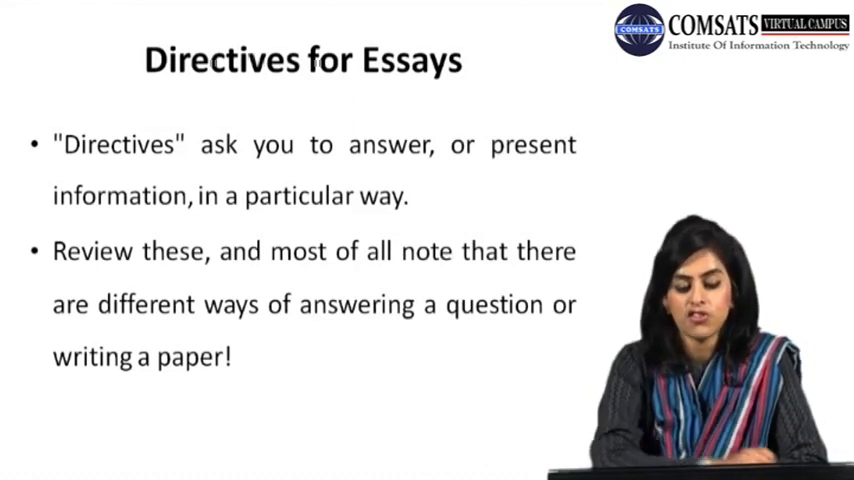 COMSATS VIRTUAL CAMPUS
Institute Of Information Technology
COMSATS
Directives for Essays
• "Directives" ask you to answer, or present
information, in a particular way.
• Review these, and most of all note that there
are different ways of answering a question or
writing a paper!